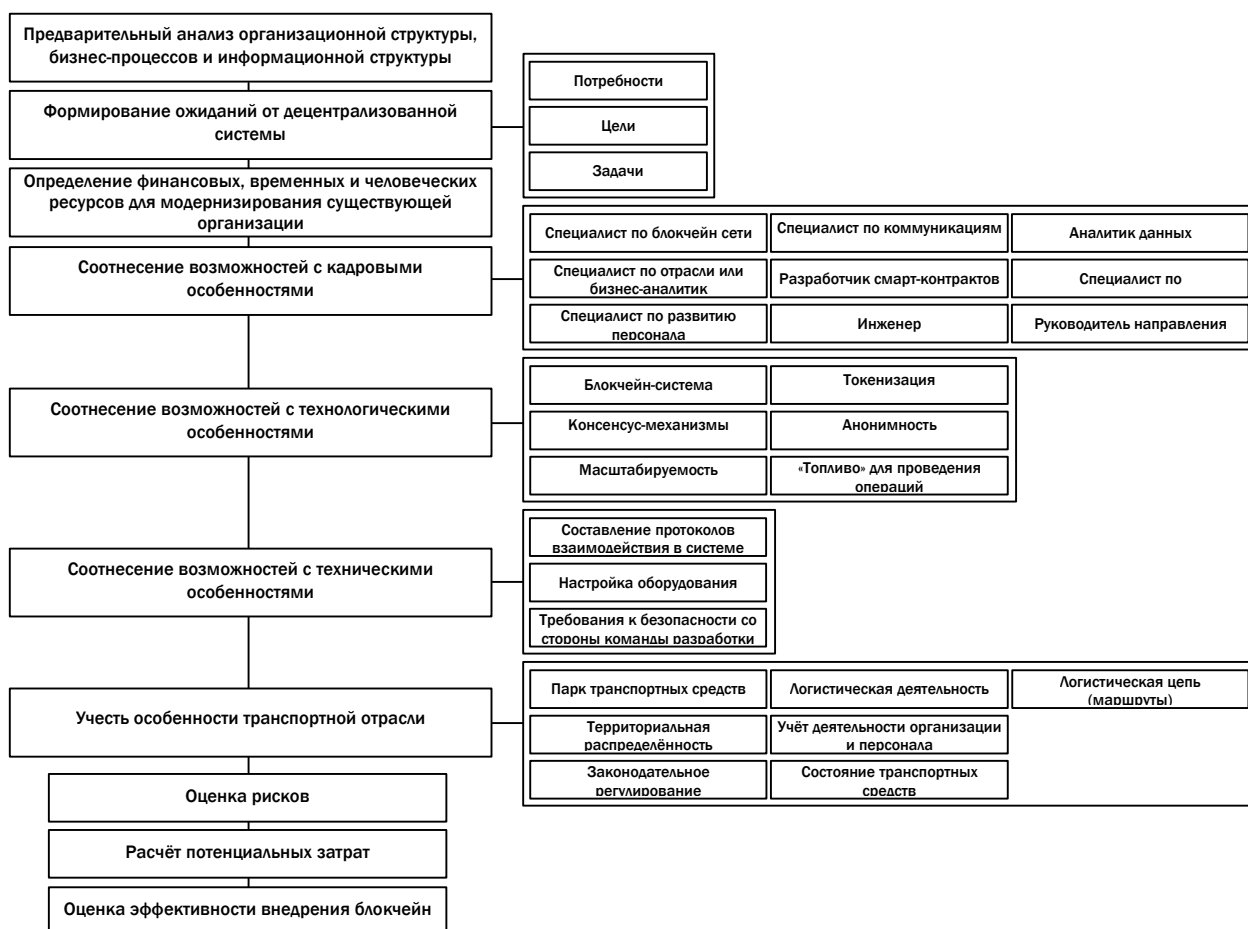 Предварительный анализ организационной структуры,
бизнес-процессов и информационной структуры
Формирование ожиданий от децентрализованной
системы
Потребности
Цели
Задачи
Определение финансовых, временных и человеческих
ресурсов для модернизирования существующей
организации
Соотнесение возможностей с кадровыми
особенностями
Специалист по блокчейн сети
Специалист по коммуникациям
Аналитик данных
Специалист по отрасли или
бизнес-аналитик
Разработчик смарт-контрактов
Специалист по
Специалист по развитию
персонала
Инженер
Руководитель направления
Соотнесение возможностей с технологическими
особенностями
Блокчейн-система
Токенизация
Консенсус-механизмы
Анонимность
Масштабируемость
«Топливо» для проведения
операций
Соотнесение возможностей с техническими
особенностями
Составление протоколов
взаимодействия в системе
Настройка оборудования
Требования к безопасности со
стороны команды разработки
Учесть особенности транспортной отрасли
Парк транспортных средств
Логистическая деятельность
Логистическая цепь
(маршруты)
Территориальная
распределённость
Учёт деятельности организации
и персонала
Законодательное
регулирование
Состояние транспортных
средств
Оценка рисков
Расчёт потенциальных затрат
Оценка эффективности внедрения блокчейн